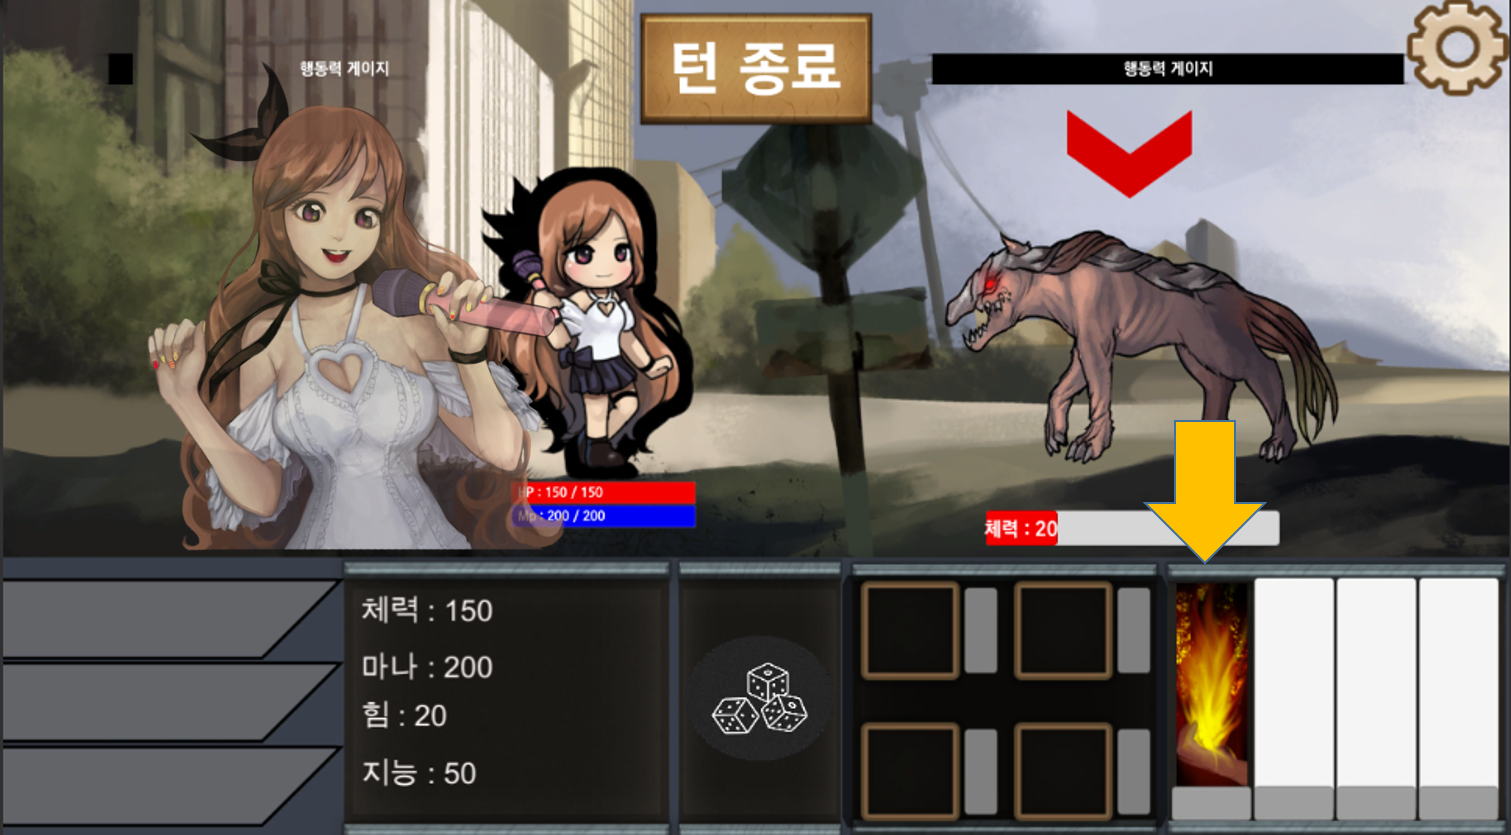 턴 종료
행동력 게이지
행동력 게이지
HP : 150 / 150
Mp : 200 / 200
체력 : 20
체력 : 150
마나 : 200
힘 : 20
지능 : 50